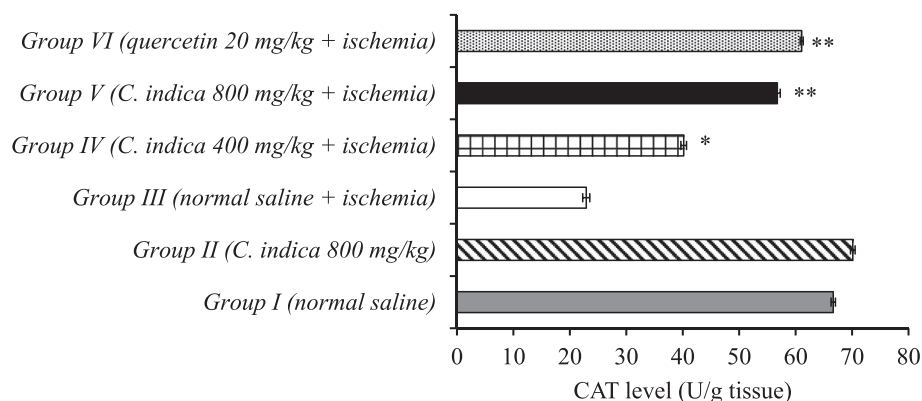 Group VI (quercetin 20 mg/kg + ischemia)
**
Group V (C. indica 800 mg/kg + ischemia)
**
Group IV (C. indica 400 mg/kg + ischemia)
*
Group III (normal saline + ischemia)
Group II (C. indica 800 mg/kg)
Group I (normal saline)
0 10 20 30 40 50 60 70 80
CAT level (U/g tissue)